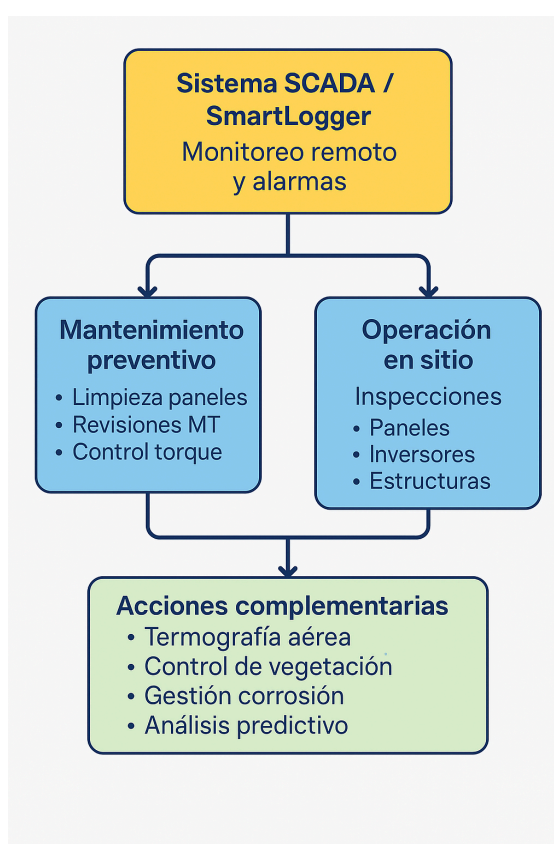 Sistema SCADA /
SmartLogger
Monitoreo remoto
y alarmas
Mantenimiento
preventivo
• Limpieza paneles
• Revisiones MT
• Control torque
Operación
en sitio
Inspecciones
• Paneles
• Inversores
• Estructuras
Acciones complementarias
• Termografía aérea
• Control de vegetación
• Gestión corrosión
• Análisis predictivo